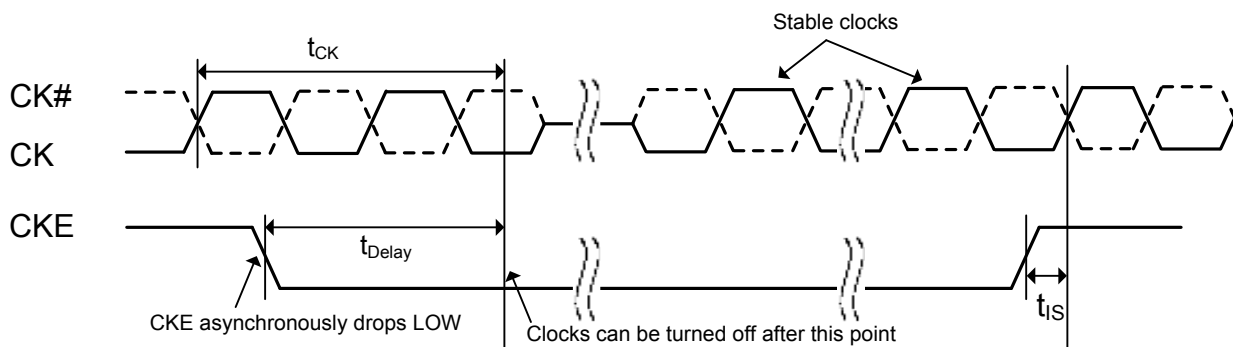 Stable clocks
tCK
CK#
CK
CKE
tDelay
tIS
CKE asynchronously drops LOW
Clocks can be turned off after this point